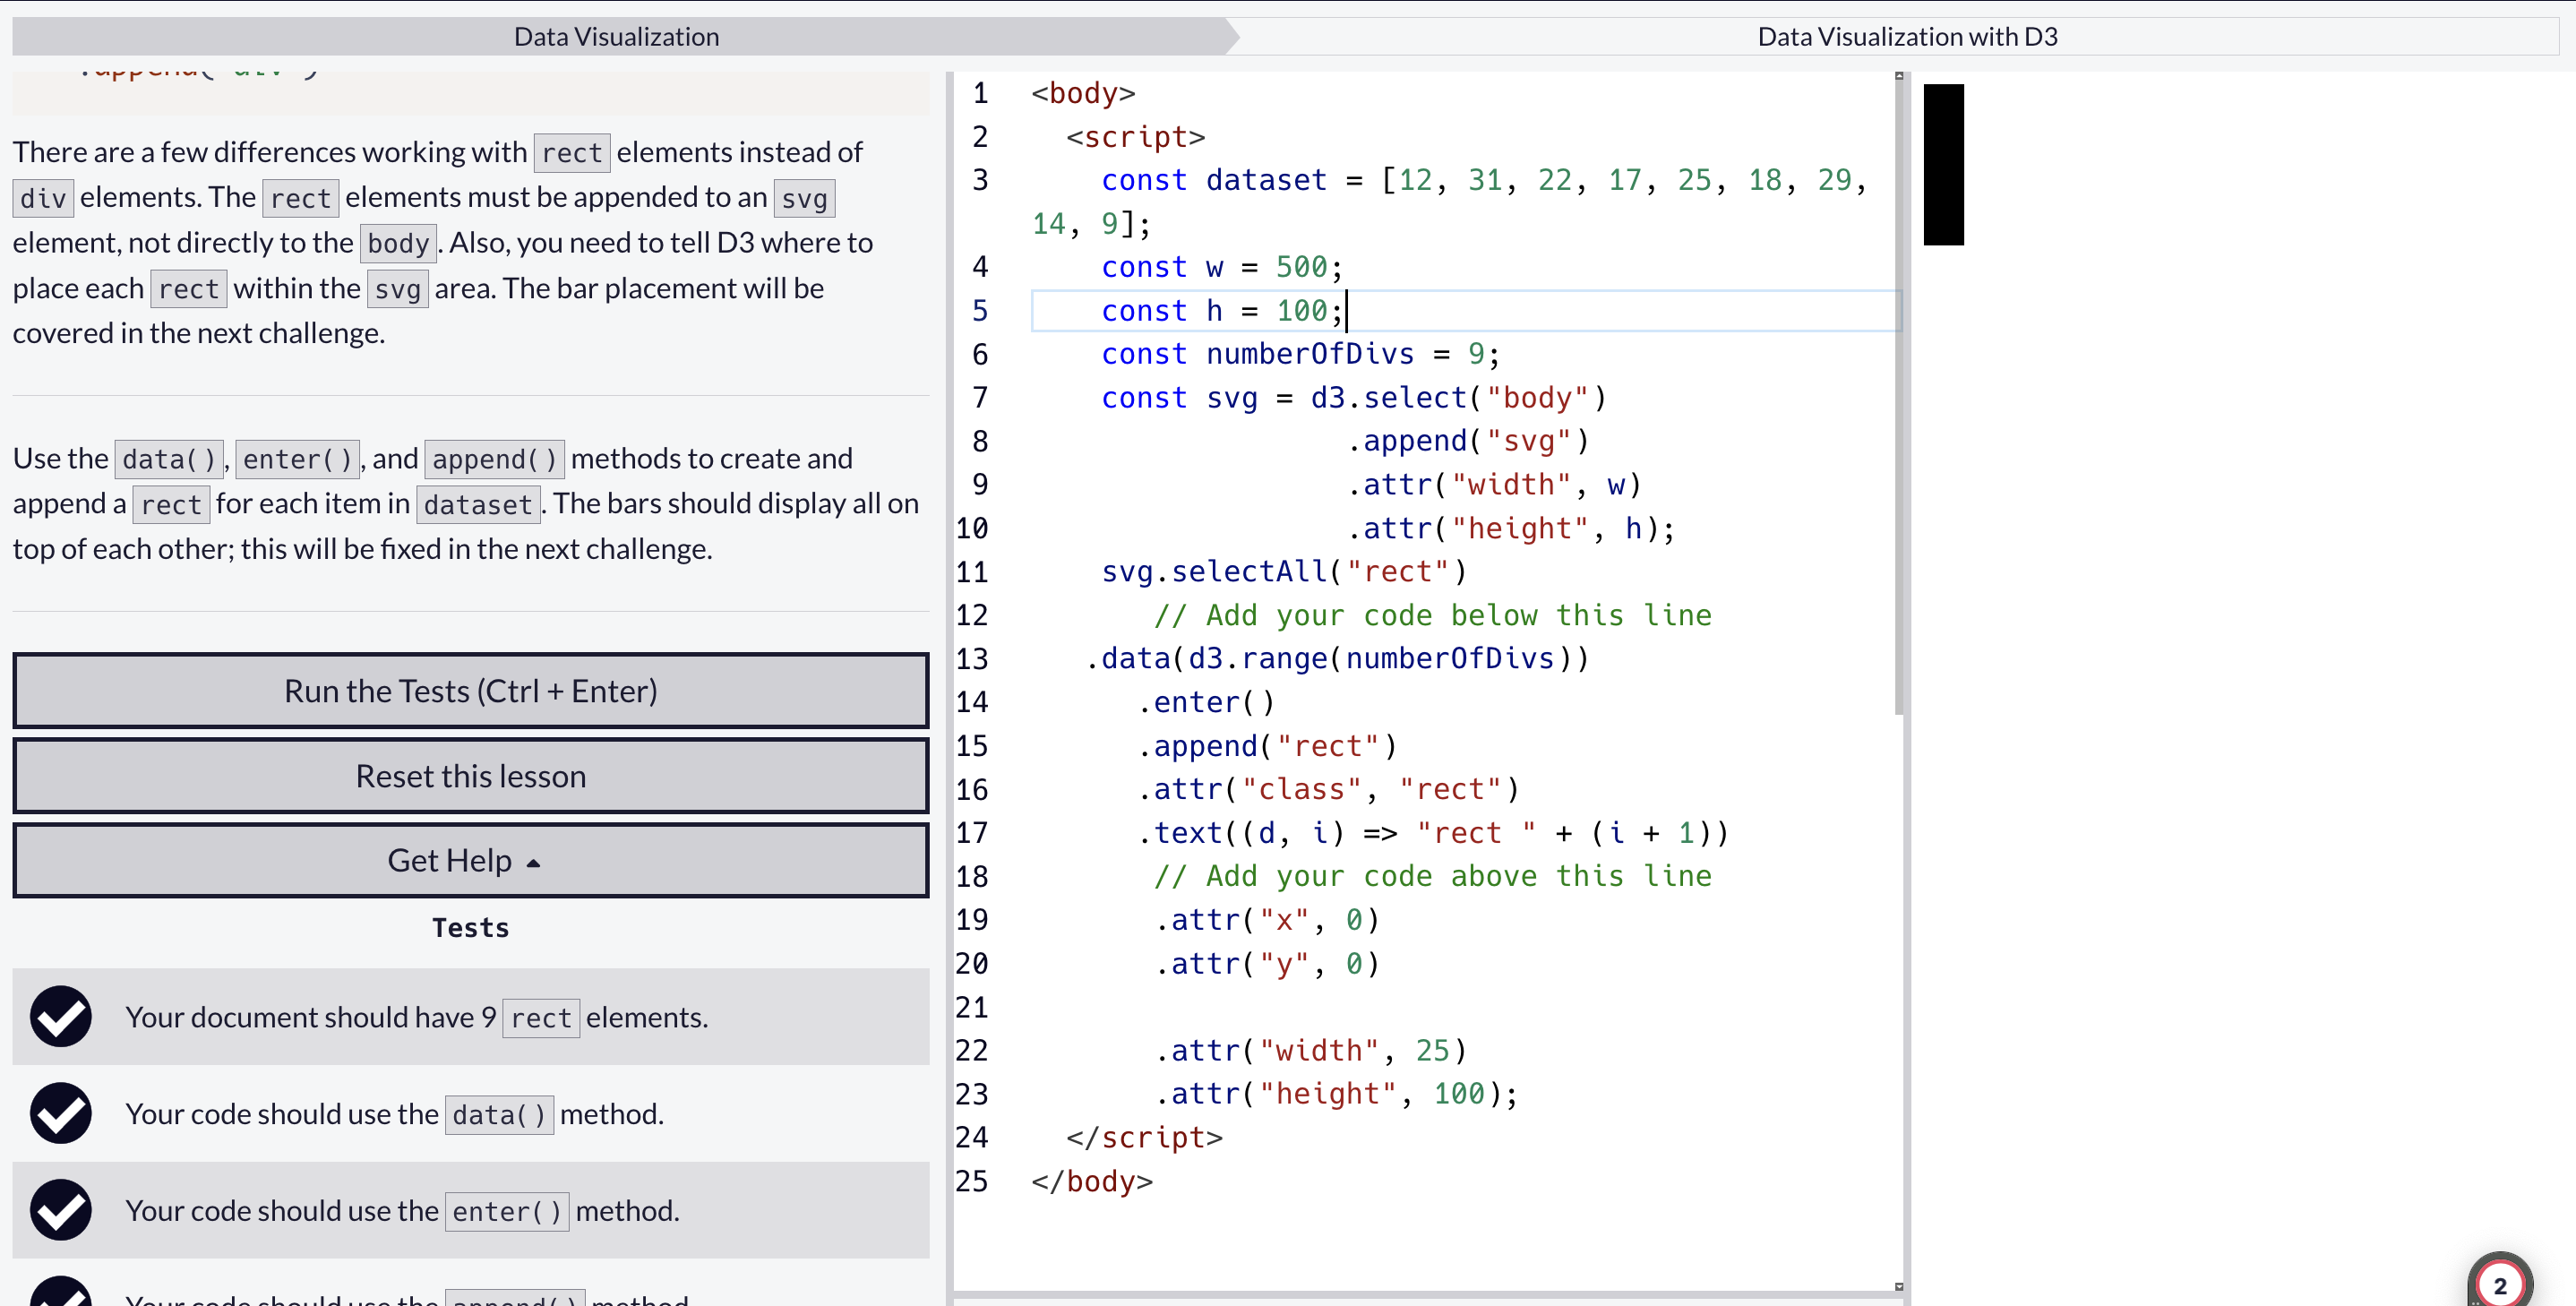 Data Visualization
Data Visualization with D3
.append("div")
There are a few differences working with rect elements instead of
div elements. The rect elements must be appended to an svg
element, not directly to the body. Also, you need to tell D3 where to
place each rect within the svg area. The bar placement will be
covered in the next challenge.
Use the data(), enter(), and append() methods to create and
append a rect for each item in dataset. The bars should display all on
top of each other; this will be fixed in the next challenge.
Run the Tests (Ctrl + Enter)
Reset this lesson
Get Help
Tests
Your document should have 9 rect elements.
Your code should use the data() method.
Your code should use the enter() method.
Your code should use the append() method.
1 <body>
2 <script>
3 const dataset = [12, 31, 22, 17, 25, 18, 29,
14, 9];
4 const w = 500;
5 const h = 100;
6 const numberOfDivs = 9;
7 const svg = d3.select("body")
8 .append("svg")
9 .attr("width", w)
10 .attr("height", h);
11 svg.selectAll("rect")
12 // Add your code below this line
13 .data(d3.range(numberOfDivs))
14 .enter()
15 .append("rect")
16 .attr("class", "rect")
17 .text((d, i) => "rect " + (i + 1))
18 // Add your code above this line
19 .attr("x", 0)
20 .attr("y", 0)
21
22 .attr("width", 25)
23 .attr("height", 100);
24 </script>
25 </body>
2